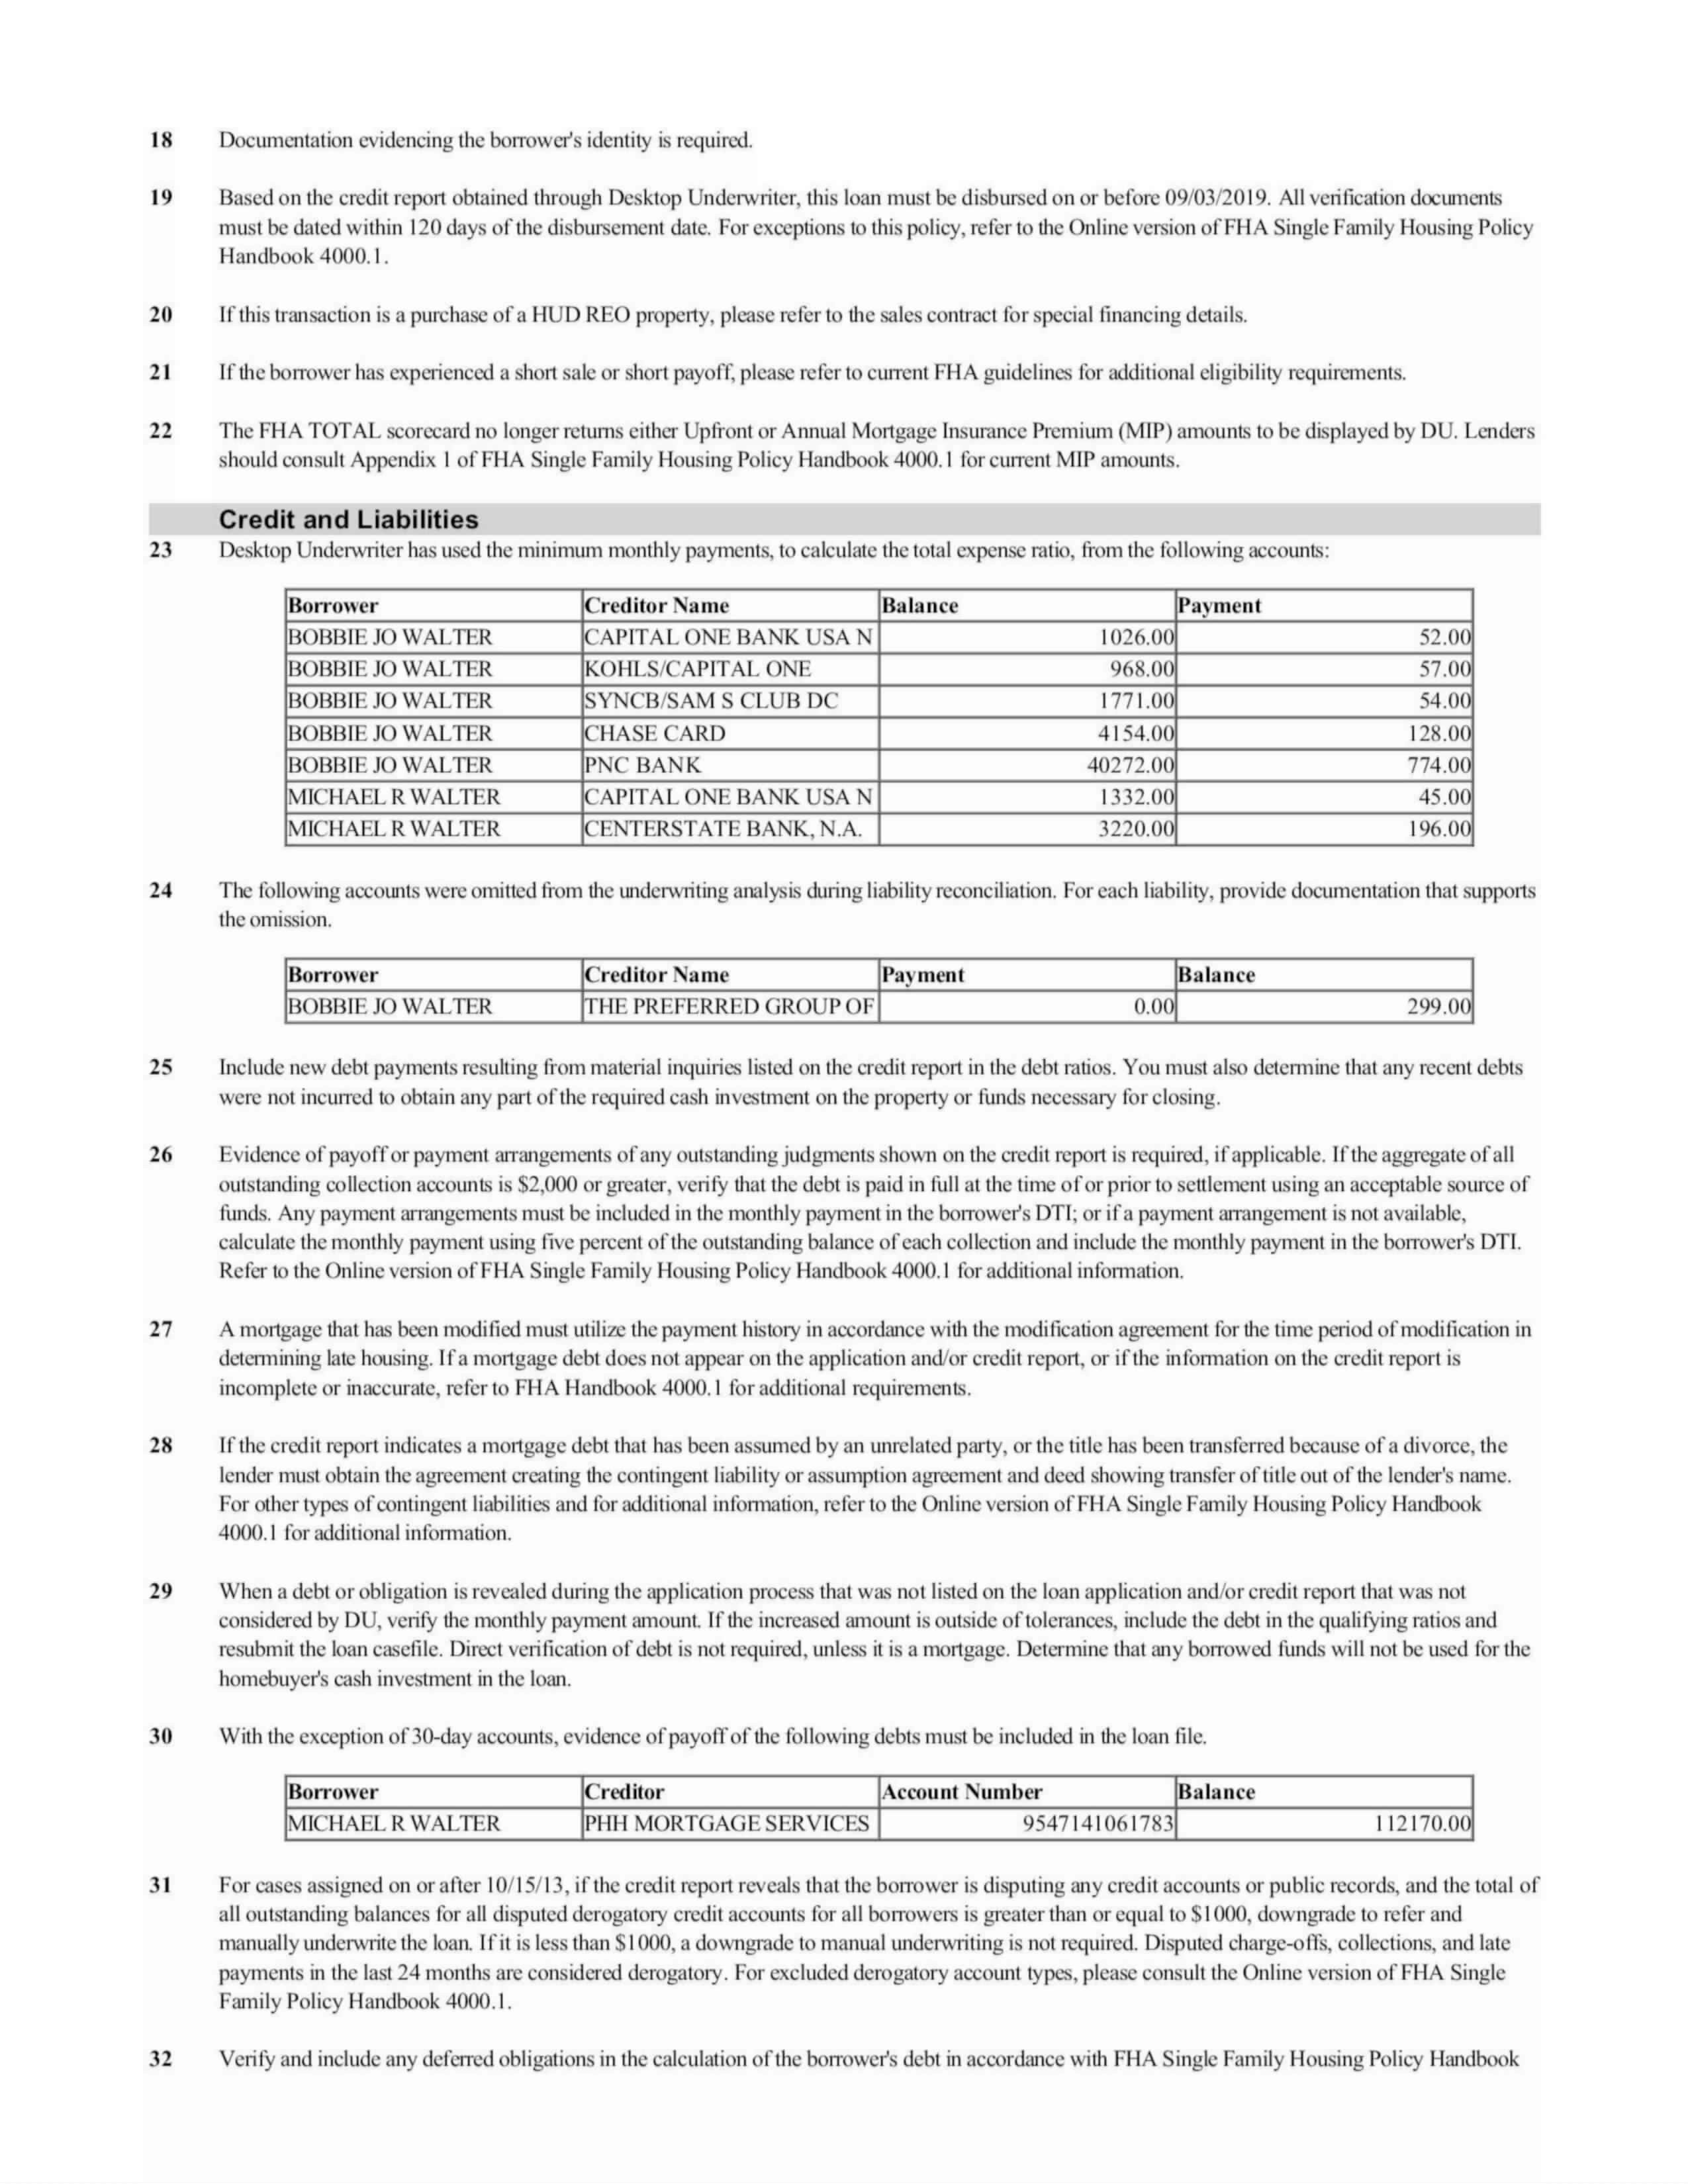 18 Documentation evidencing the borrower's identity is required.
19 Based on the credit report obtained through Desktop Underwriter, this loan must be disbursed on or before 09/03/2019. All verification documents
must be dated within 120 days of the disbursement date. For exceptions to this policy, refer to the Online version of FHA Single Family Housing Policy
Handbook 4000.1.
20 If this transaction is a purchase of a HUD REO property, please refer to the sales contract for special financing details.
21 If the borrower has experienced a short sale or short payoff, please refer to current FHA guidelines for additional eligibility requirements.
22 The FHA TOTAL scorecard no longer returns either Upfront or Annual Mortgage Insurance Premium (MIP) amounts to be displayed by DU. Lenders
should consult Appendix 1 of FHA Single Family Housing Policy Handbook 4000.1 for current MIP amounts.
Credit and Liabilities
23 Desktop Underwriter has used the minimum monthly payments, to calculate the total expense ratio, from the following accounts:
Borrower Creditor Name Balance Payment
BOBBIE JO WALTER CAPITAL ONE BANK USA N 1026.00 52.00
BOBBIE JO WALTER KOHLS/CAPITAL ONE 968.00 57.00
BOBBIE JO WALTER SYNCB/SAM S CLUB DC 1771.00 54.00
BOBBIE JO WALTER CHASE CARD 4154.00 128.00
BOBBIE JO WALTER PNC BANK 40272.00 774.00
MICHAEL R WALTER CAPITAL ONE BANK USA N 1332.00 45.00
MICHAEL R WALTER CENTERSTATE BANK, N.A. 3220.00 196.00
24 The following accounts were omitted from the underwriting analysis during liability reconciliation. For each liability, provide documentation that supports
the omission.
Borrower Creditor Name Payment Balance
BOBBIE JO WALTER THE PREFERRED GROUP OF 0.00 299.00
25 Include new debt payments resulting from material inquiries listed on the credit report in the debt ratios. You must also determine that any recent debts
were not incurred to obtain any part of the required cash investment on the property or funds necessary for closing.
26 Evidence of payoff or payment arrangements of any outstanding judgments shown on the credit report is required, if applicable. If the aggregate of all
outstanding collection accounts is $2,000 or greater, verify that the debt is paid in full at the time of or prior to settlement using an acceptable source of
funds. Any payment arrangements must be included in the monthly payment in the borrower's DTI; or if a payment arrangement is not available,
calculate the monthly payment using five percent of the outstanding balance of each collection and include the monthly payment in the borrower's DTI.
Refer to the Online version of FHA Single Family Housing Policy Handbook 4000.1 for additional information.
27 A mortgage that has been modified must utilize the payment history in accordance with the modification agreement for the time period of modification in
determining late housing. If a mortgage debt does not appear on the application and/or credit report, or if the information on the credit report is
incomplete or inaccurate, refer to FHA Handbook 4000.1 for additional requirements.
28 If the credit report indicates a mortgage debt that has been assumed by an unrelated party, or the title has been transferred because of a divorce, the
lender must obtain the agreement creating the contingent liability or assumption agreement and deed showing transfer of title out of the lender's name.
For other types of contingent liabilities and for additional information, refer to the Online version of FHA Single Family Housing Policy Handbook
4000.1 for additional information.
29 When a debt or obligation is revealed during the application process that was not listed on the loan application and/or credit report that was not
considered by DU, verify the monthly payment amount. If the increased amount is outside of tolerances, include the debt in the qualifying ratios and
resubmit the loan casefile. Direct verification of debt is not required, unless it is a mortgage. Determine that any borrowed funds will not be used for the
homebuyer's cash investment in the loan.
30 With the exception of 30-day accounts, evidence of payoff of the following debts must be included in the loan file.
Borrower Creditor Account Number Balance
MICHAEL R WALTER PHH MORTGAGE SERVICES 9547141061783 112170.00
31 For cases assigned on or after 10/15/13, if the credit report reveals that the borrower is disputing any credit accounts or public records, and the total of
all outstanding balances for all disputed derogatory credit accounts for all borrowers is greater than or equal to $1000, downgrade to refer and
manually underwrite the loan. If it is less than $1000, a downgrade to manual underwriting is not required. Disputed charge-offs, collections, and late
payments in the last 24 months are considered derogatory. For excluded derogatory account types, please consult the Online version of FHA Single
Family Policy Handbook 4000.1.
32 Verify and include any deferred obligations in the calculation of the borrower's debt in accordance with FHA Single Family Housing Policy Handbook